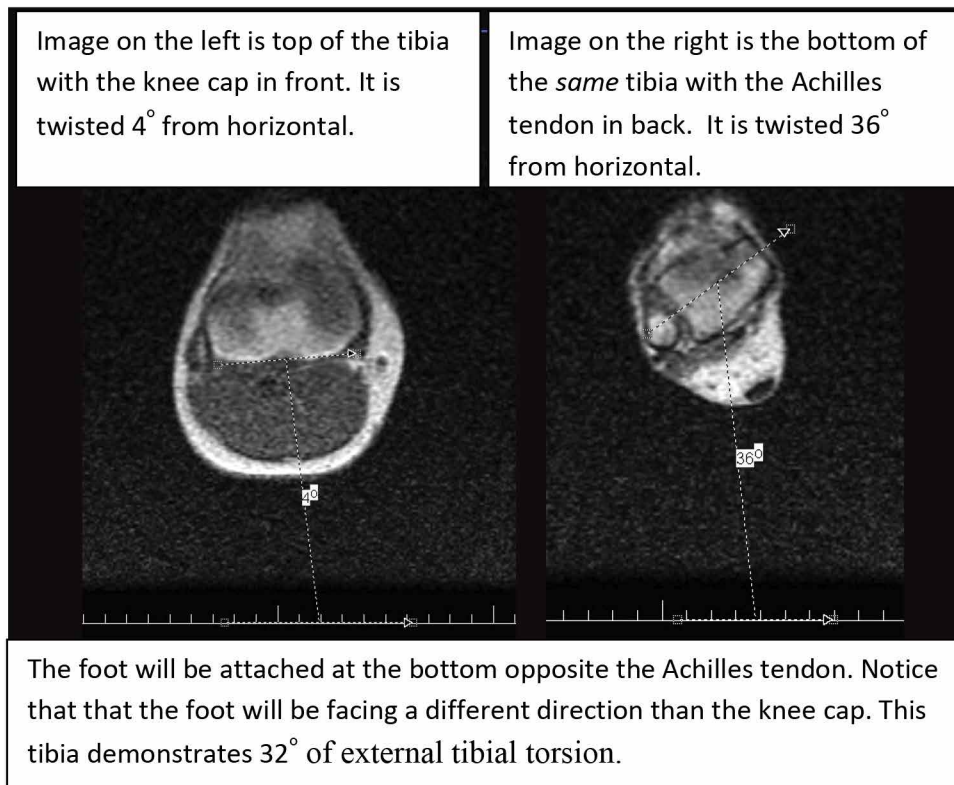 Image on the left is top of the tibia
with the knee cap in front. It is
twisted 4° from horizontal.
Image on the right is the bottom of
the same tibia with the Achilles
tendon in back.  It is twisted 36°
from horizontal.
4º
36º
The foot will be attached at the bottom opposite the Achilles tendon. Notice
that that the foot will be facing a different direction than the knee cap. This
tibia demonstrates 32° of external tibial torsion.